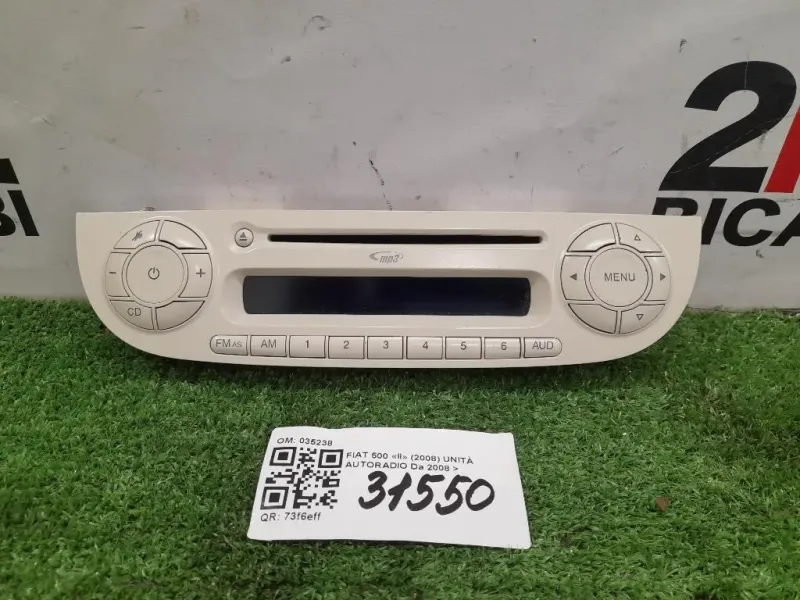 2
RICA
BI
mp3
MENU
CD
FM AS AM 1 2 3 4 5 6 AUD
OM: 035238
FIAT 500 «II» (2008) UNITÀ
AUTORADIO Da 2008 >
31550
QR: 73f6eff